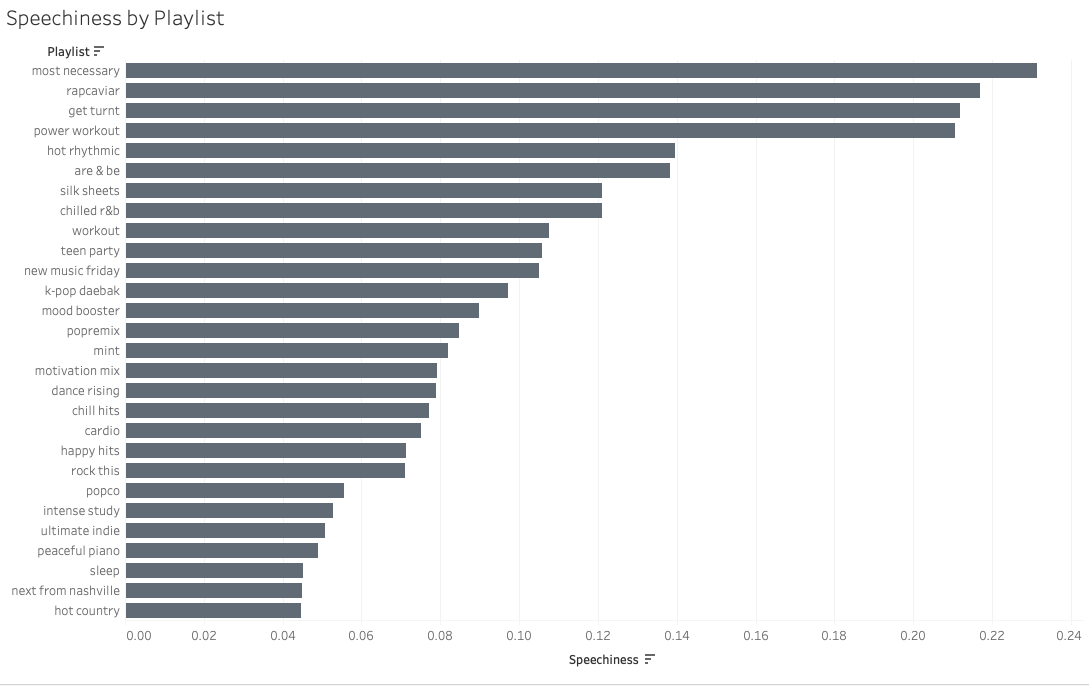 Speechiness by Playlist
Playlist
most necessary
rapcaviar
get turnt
power workout
hot rhythmic
are & be
silk sheets
chilled r&b
workout
teen party
new music friday
k-pop daebak
mood booster
popremix
mint
motivation mix
dance rising
chill hits
cardio
happy hits
rock this
popco
intense study
ultimate indie
peaceful piano
sleep
next from nashville
hot country
0.00 0.02 0.04 0.06 0.08 0.10 0.12 0.14 0.16 0.18 0.20 0.22 0.24
Speechiness